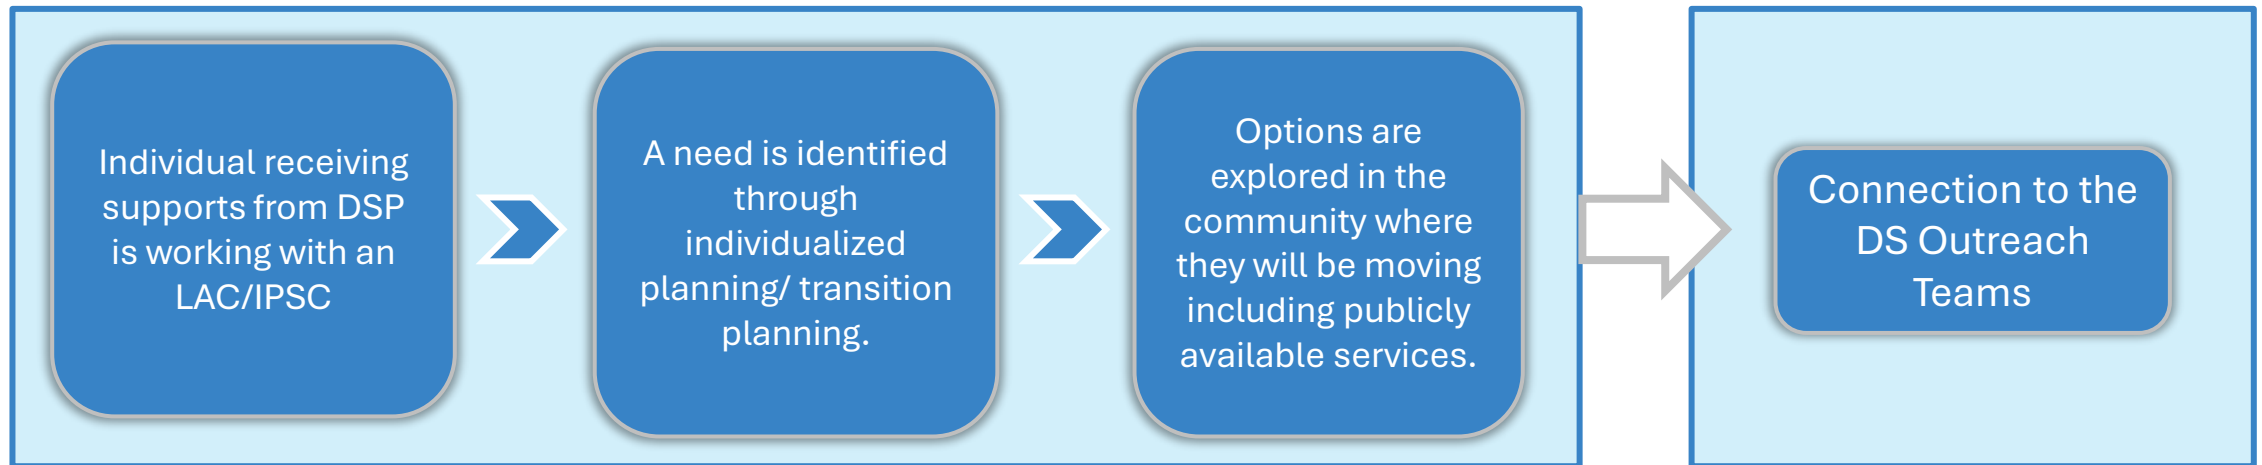 Individual receiving
supports from DSP
is working with an
LAC/IPSC
A need is identified
through
individualized
planning/ transition
planning.
Options are
explored in the
community where
they will be moving
including publicly
available services.
Connection to the
DS Outreach
Teams